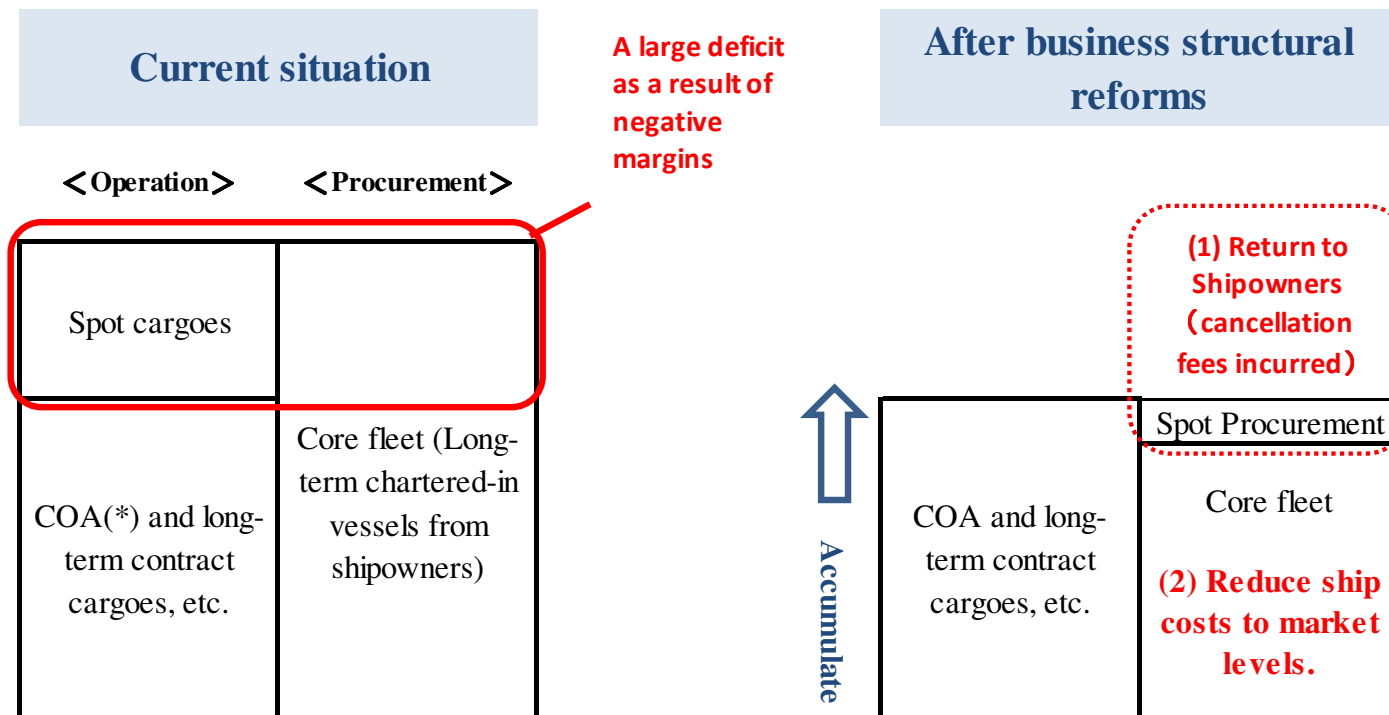 Current situation
<Operation>
<Procurement>
Spot cargoes
COA(*) and long-
term contract
cargoes, etc.
Core fleet (Long-
term chartered-in
vessels from
shipowners)
A large deficit
as a result of
negative
margins
After business structural
reforms
(1) Return to
Shipowners
(cancellation
fees incurred)
Spot Procurement
Accumulate
COA and long-
term contract
cargoes, etc.
Core fleet
(2) Reduce ship
costs to market
levels.